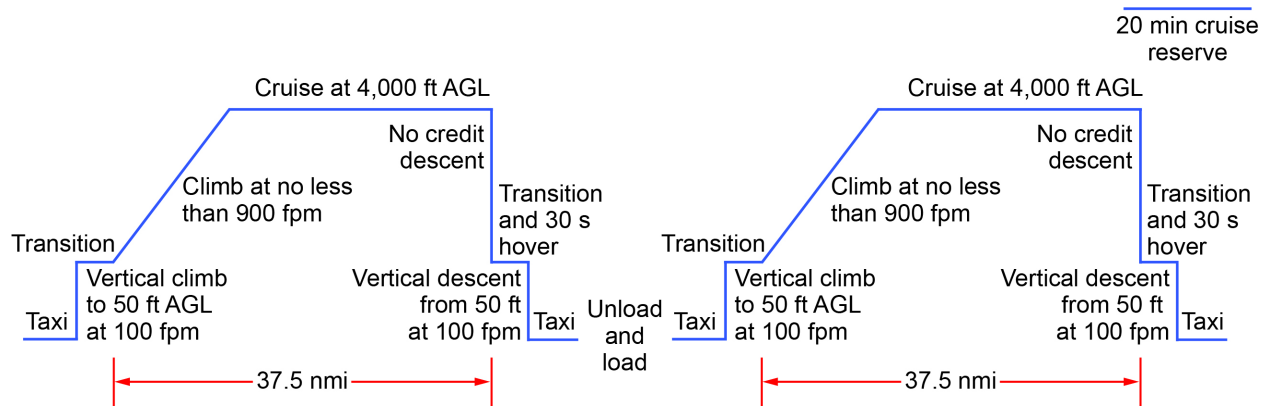 20 min cruise
reserve
Cruise at 4,000 ft AGL
No credit
descent
Climb at no less
than 900 fpm
Transition
and 30 s
hover
Transition
Vertical climb
to 50 ft AGL
at 100 fpm
Vertical descent
from 50 ft
at 100 fpm
Taxi
Taxi
37.5 nmi
Unload
and
load
Cruise at 4,000 ft AGL
No credit
descent
Climb at no less
than 900 fpm
Transition
and 30 s
hover
Transition
Vertical climb
to 50 ft AGL
at 100 fpm
Vertical descent
from 50 ft
at 100 fpm
Taxi
Taxi
37.5 nmi